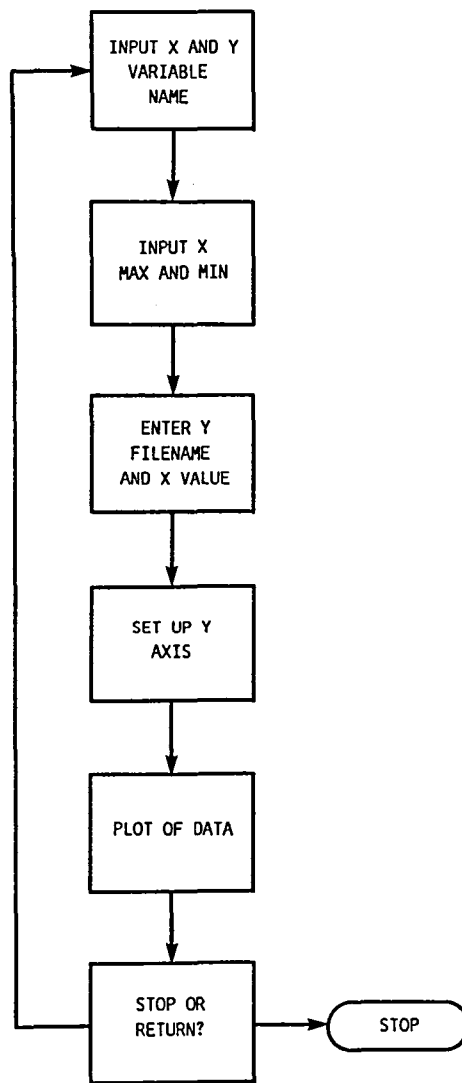 INPUT X AND Y
VARIABLE
NAME
INPUT X
MAX AND MIN
ENTER Y
FILENAME
AND X VALUE
SET UP Y
AXIS
PLOT OF DATA
STOP OR
RETURN?
STOP